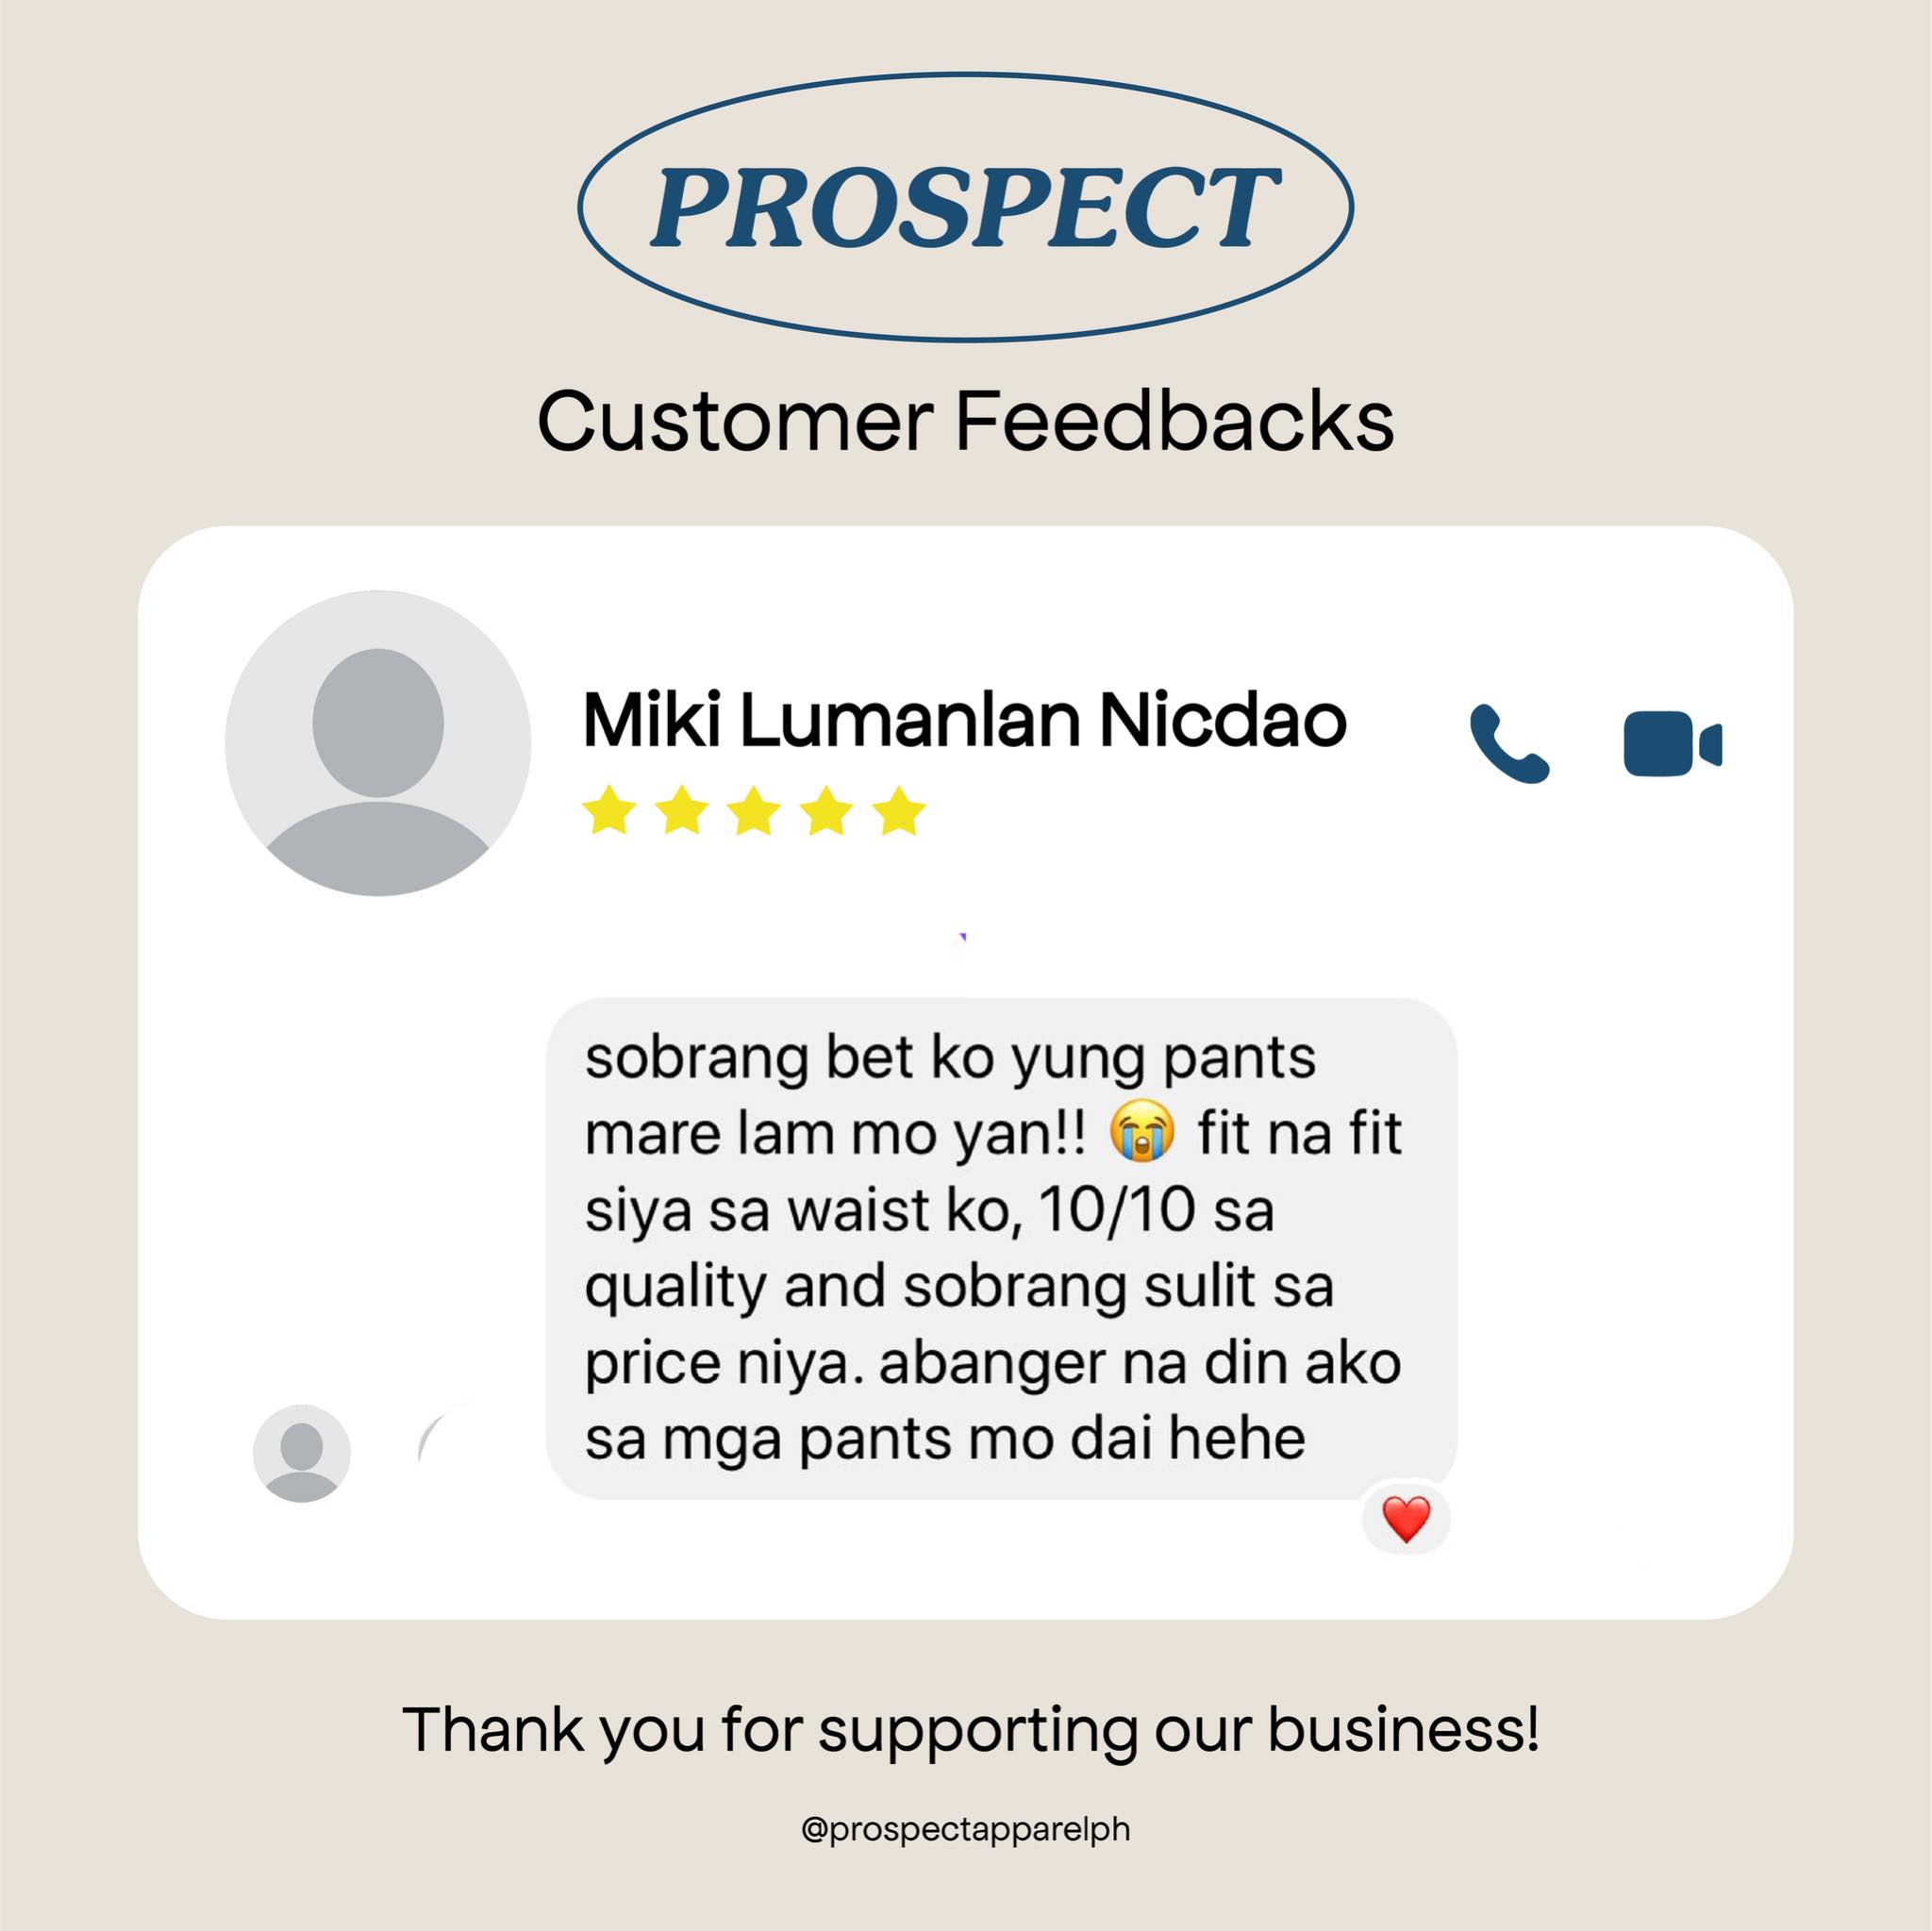 PROSPECT
Customer Feedbacks
Miki Lumanlan Nicdao
sobrang bet ko yung pants
mare lam mo yan!! 😭 fit na fit
siya sa waist ko, 10/10 sa
quality and sobrang sulit sa
price niya. abanger na din ako
sa mga pants mo dai hehe
Thank you for supporting our business!
@prospectapparelph